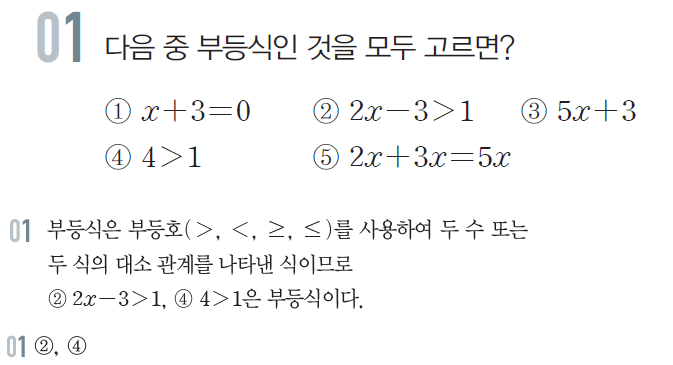 01 다음 중 부등식인 것을 모두 고르면?
① x+3=0 ② 2x-3>1 ③ 5x+3
④ 4>1 ⑤ 2x+3x=5x
01 부등식은 부등호(>, <, ≥, ≤)를 사용하여 두 수 또는
두 식의 대소 관계를 나타낸 식이므로
② 2x-3>1, ④ 4>1은 부등식이다.
01 ②, ④